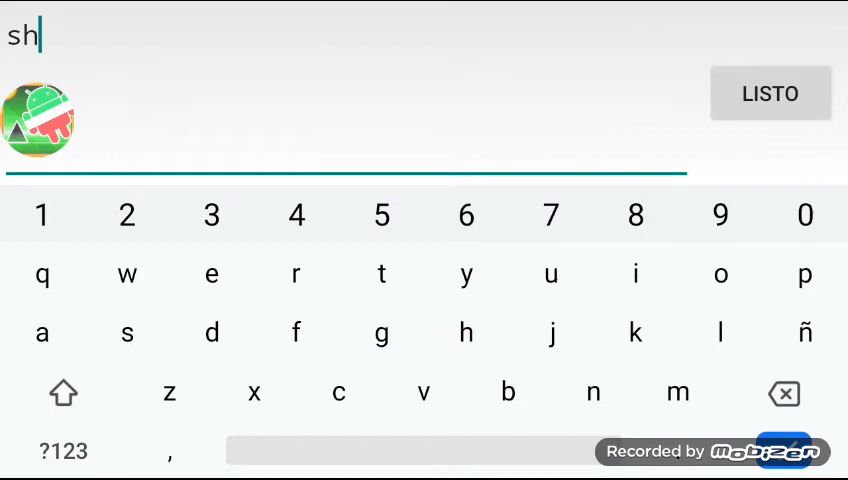 sh
LISTO
1 2 3 4 5 6 7 8 9 0
q w e r t y u i o p
a s d f g h j k l ñ
z x c v b n m
?123 ,
Recorded by mobizen